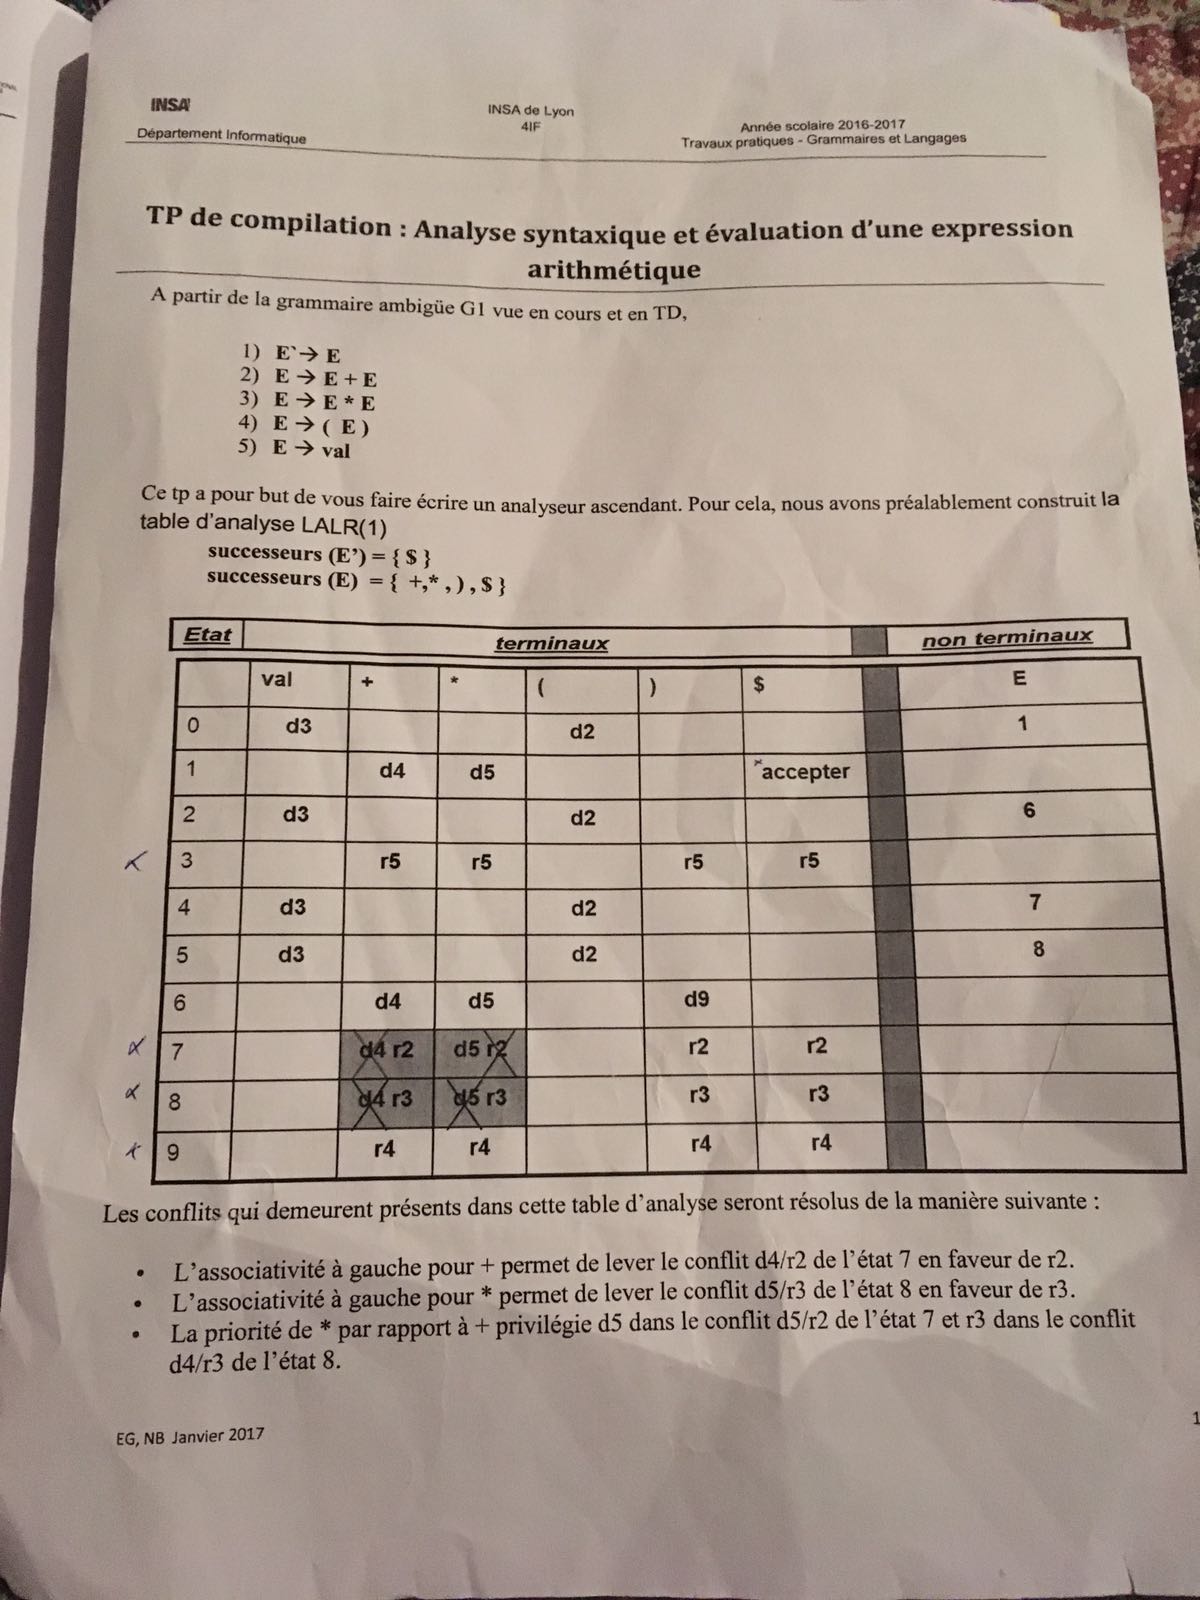 INSA
INSA de Lyon
4IF
Année scolaire 2016-2017
Département Informatique
Travaux pratiques - Grammaires et Langages
TP de compilation : Analyse syntaxique et évaluation d'une expression
arithmétique
A partir de la grammaire ambigüe G1 vue en cours et en TD,
1) E`→ E
2) E → E + E
3) E → E * E
4) E → ( E )
5) E → val
Ce tp a pour but de vous faire écrire un analyseur ascendant. Pour cela, nous avons préalablement construit la
table d'analyse LALR(1)
successeurs (E') = { $ }
successeurs (E) = { +,* , ) , $ }
Etat terminaux non terminaux
val + * ( ) $ E
0 d3 d2 1
1 d4 d5 accepter
2 d3 d2 6
3 r5 r5 r5 r5
4 d3 d2 7
5 d3 d2 8
6 d4 d5 d9
7 d4 r2 d5 r2 r2 r2
8 d4 r3 d5 r3 r3 r3
9 r4 r4 r4 r4
Les conflits qui demeurent présents dans cette table d'analyse seront résolus de la manière suivante :
• L'associativité à gauche pour + permet de lever le conflit d4/r2 de l'état 7 en faveur de r2.
• L'associativité à gauche pour * permet de lever le conflit d5/r3 de l'état 8 en faveur de r3.
• La priorité de * par rapport à + privilégie d5 dans le conflit d5/r2 de l'état 7 et r3 dans le conflit
d4/r3 de l'état 8.
EG, NB Janvier 2017
1